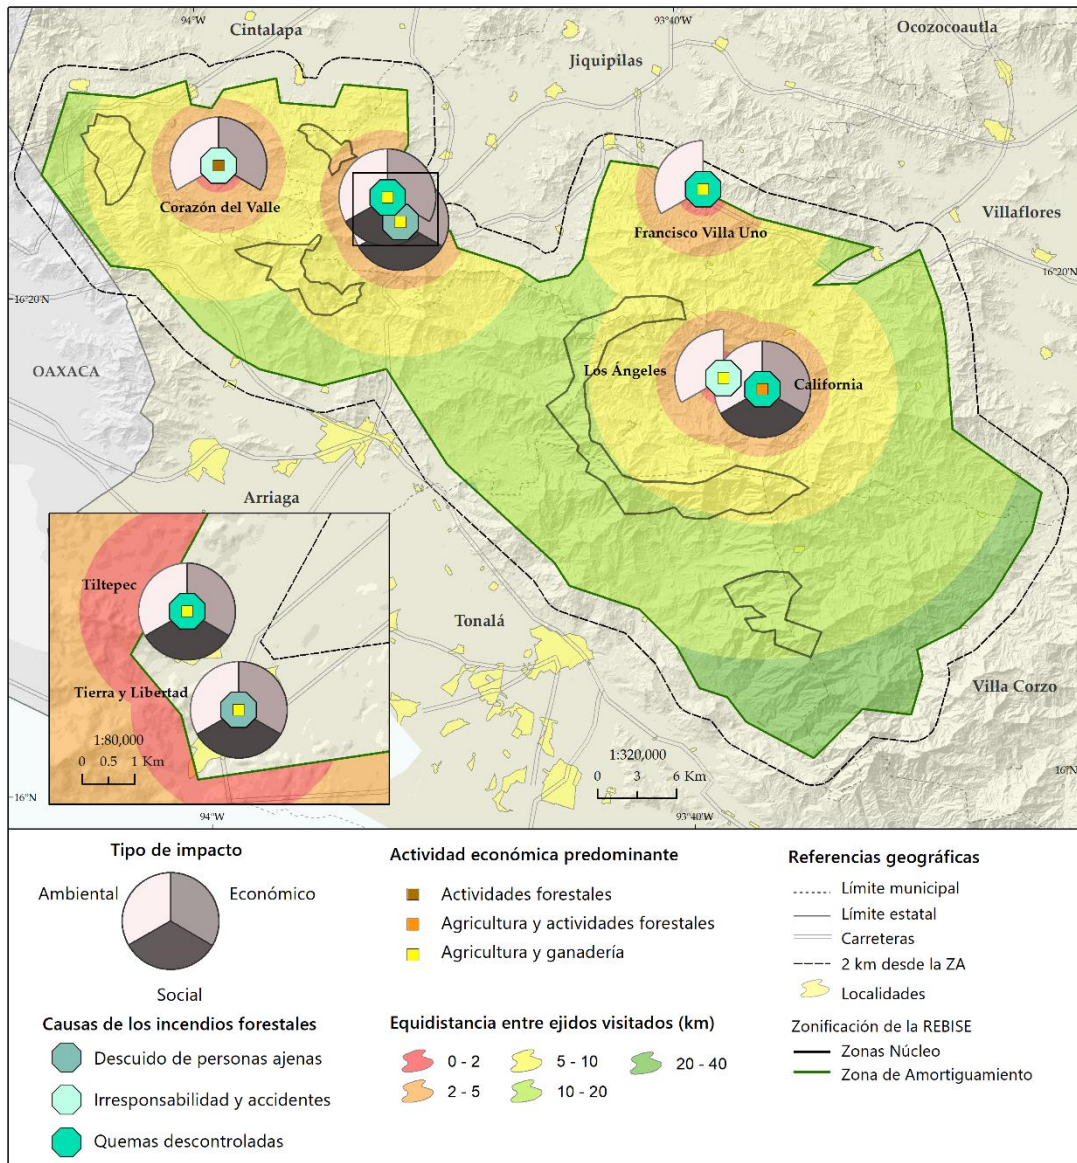 94°W
93°40'W
Cintalapa
Ocozocoautla
Jiquipilas
Corazón del Valle
Francisco Villa Uno
Villaflores
16°20'N
16°20'N
OAXACA
Los Ángeles
California
Arriaga
Tiltepec
Tonalá
Tierra y Libertad
Villa Corzo
1:80,000
0 0.5 1 Km
1:320,000
0 3 6 Km
16°N
16°N
94°W
93°40'W
Tipo de impacto
Ambiental
Económico
Social
Causas de los incendios forestales
Descuido de personas ajenas
Irresponsabilidad y accidentes
Quemas descontroladas
Actividad económica predominante
Actividades forestales
Agricultura y actividades forestales
Agricultura y ganadería
Equidistancia entre ejidos visitados (km)
0 - 2
5 - 10
20 - 40
2 - 5
10 - 20
Referencias geográficas
Límite municipal
Límite estatal
Carreteras
2 km desde la ZA
Localidades
Zonificación de la REBISE
Zonas Núcleo
Zona de Amortiguamiento